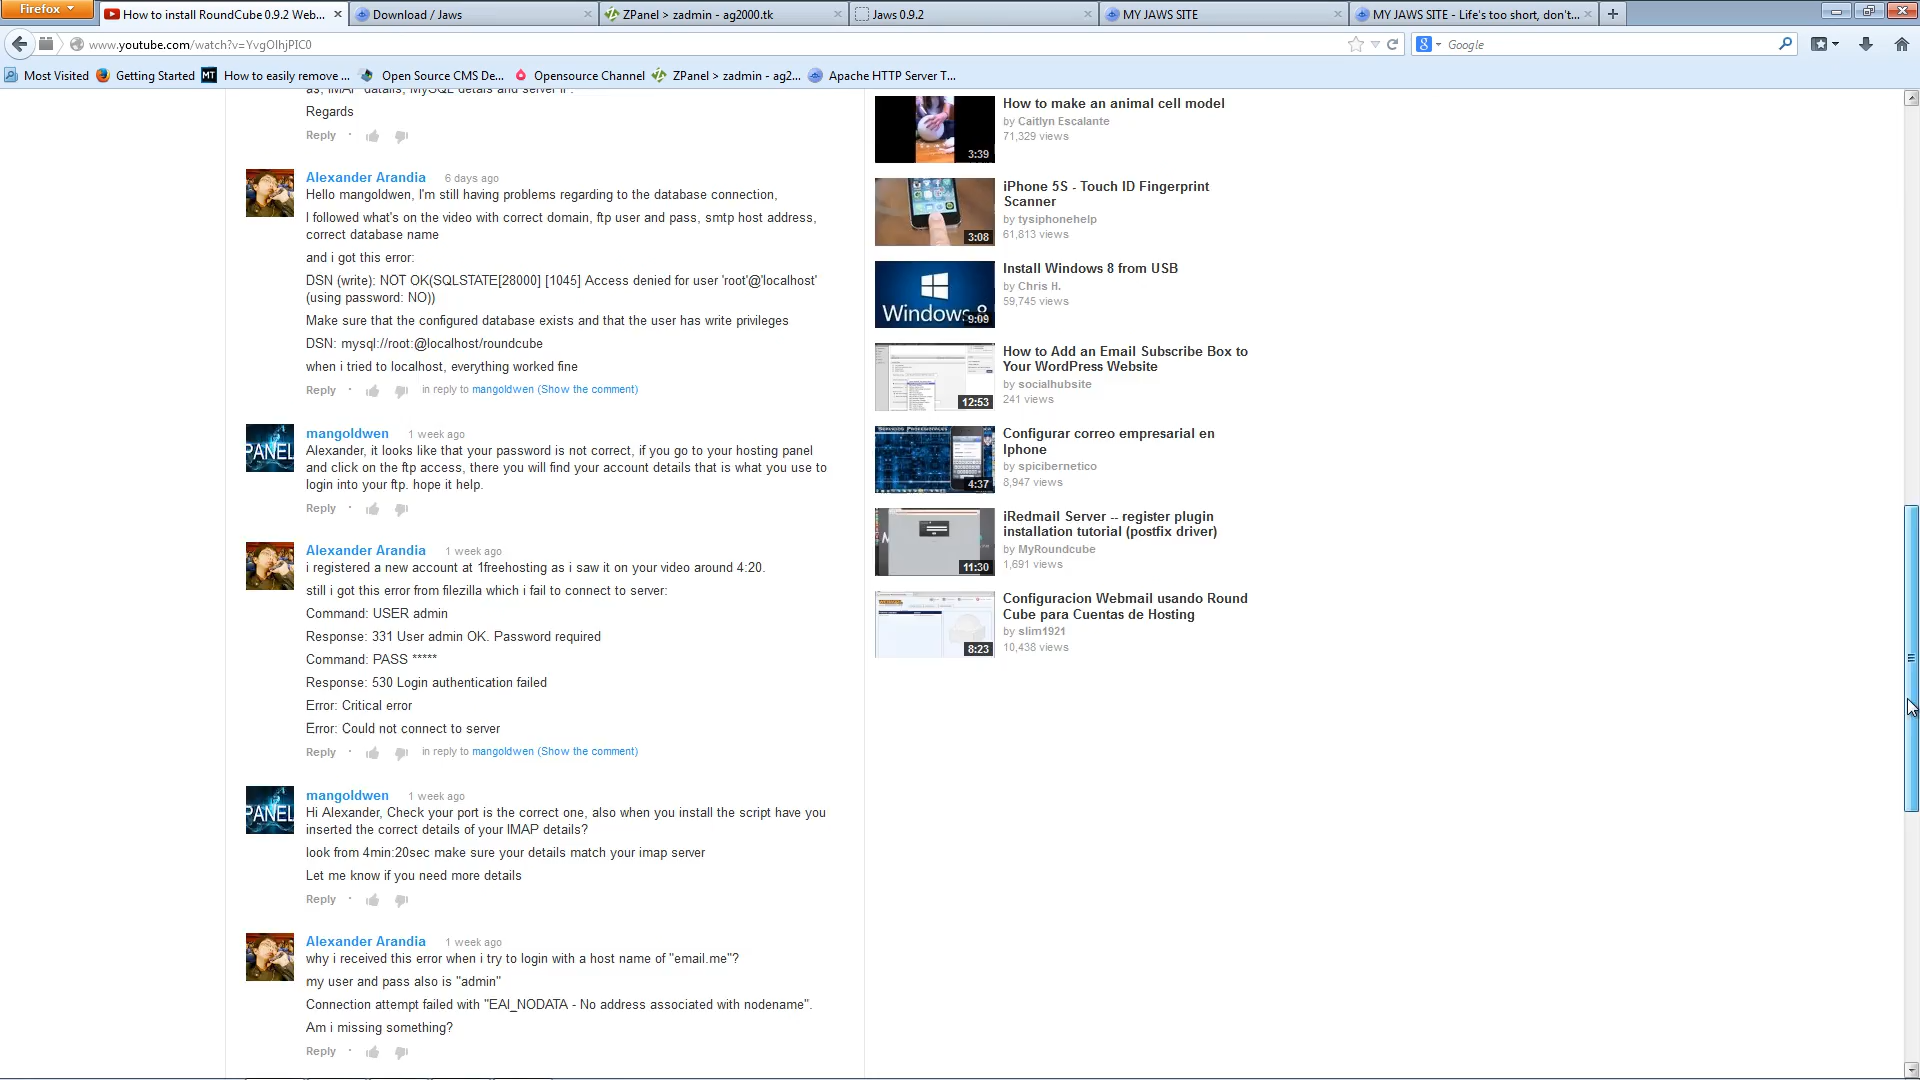 Firefox
How to install RoundCube 0.9.2 Web...
Download / Jaws
ZPanel > zadmin - ag2000.tk
Jaws 0.9.2
MY JAWS SITE
MY JAWS SITE - Life's too short, don't...
www.youtube.com/watch?v=YvgOlhjPIC0
Google
Most Visited
Getting Started
How to easily remove ...
Open Source CMS De...
Opensource Channel
ZPanel > zadmin - ag2...
Apache HTTP Server T...
as, IMAP datails, MySQL details and server IP.
Regards
Reply
Alexander Arandia 6 days ago
Hello mangoldwen, I'm still having problems regarding to the database connection,
I followed what's on the video with correct domain, ftp user and pass, smtp host address,
correct database name
and i got this error:
DSN (write): NOT OK(SQLSTATE[28000] [1045] Access denied for user 'root'@'localhost'
(using password: NO))
Make sure that the configured database exists and that the user has write privileges
DSN: mysql://root:@localhost/roundcube
when i tried to localhost, everything worked fine
Reply in reply to mangoldwen (Show the comment)
PANEL
mangoldwen 1 week ago
Alexander, it looks like that your password is not correct, if you go to your hosting panel
and click on the ftp access, there you will find your account details that is what you use to
login into your ftp. hope it help.
Reply
Alexander Arandia 1 week ago
i registered a new account at 1freehosting as i saw it on your video around 4:20.
still i got this error from filezilla which i fail to connect to server:
Command: USER admin
Response: 331 User admin OK. Password required
Command: PASS *****
Response: 530 Login authentication failed
Error: Critical error
Error: Could not connect to server
Reply in reply to mangoldwen (Show the comment)
PANEL
mangoldwen 1 week ago
Hi Alexander, Check your port is the correct one, also when you install the script have you
inserted the correct details of your IMAP details?
look from 4min:20sec make sure your details match your imap server
Let me know if you need more details
Reply
Alexander Arandia 1 week ago
why i received this error when i try to login with a host name of "email.me"?
my user and pass also is "admin"
Connection attempt failed with "EAI_NODATA - No address associated with nodename".
Am i missing something?
Reply
How to make an animal cell model
by Caitlyn Escalante
71,329 views
3:39
iPhone 5S - Touch ID Fingerprint
Scanner
by tysiphonehelp
61,813 views
3:08
Install Windows 8 from USB
by Chris H.
59,745 views
Windows 8
9:09
How to Add an Email Subscribe Box to
Your WordPress Website
by socialhubsite
241 views
12:53
Configurar correo empresarial en
Iphone
by spicibernetico
8,947 views
4:37
iRedmail Server -- register plugin
installation tutorial (postfix driver)
by MyRoundcube
1,691 views
11:30
Configuracion Webmail usando Round
Cube para Cuentas de Hosting
by slim1921
10,438 views
8:23